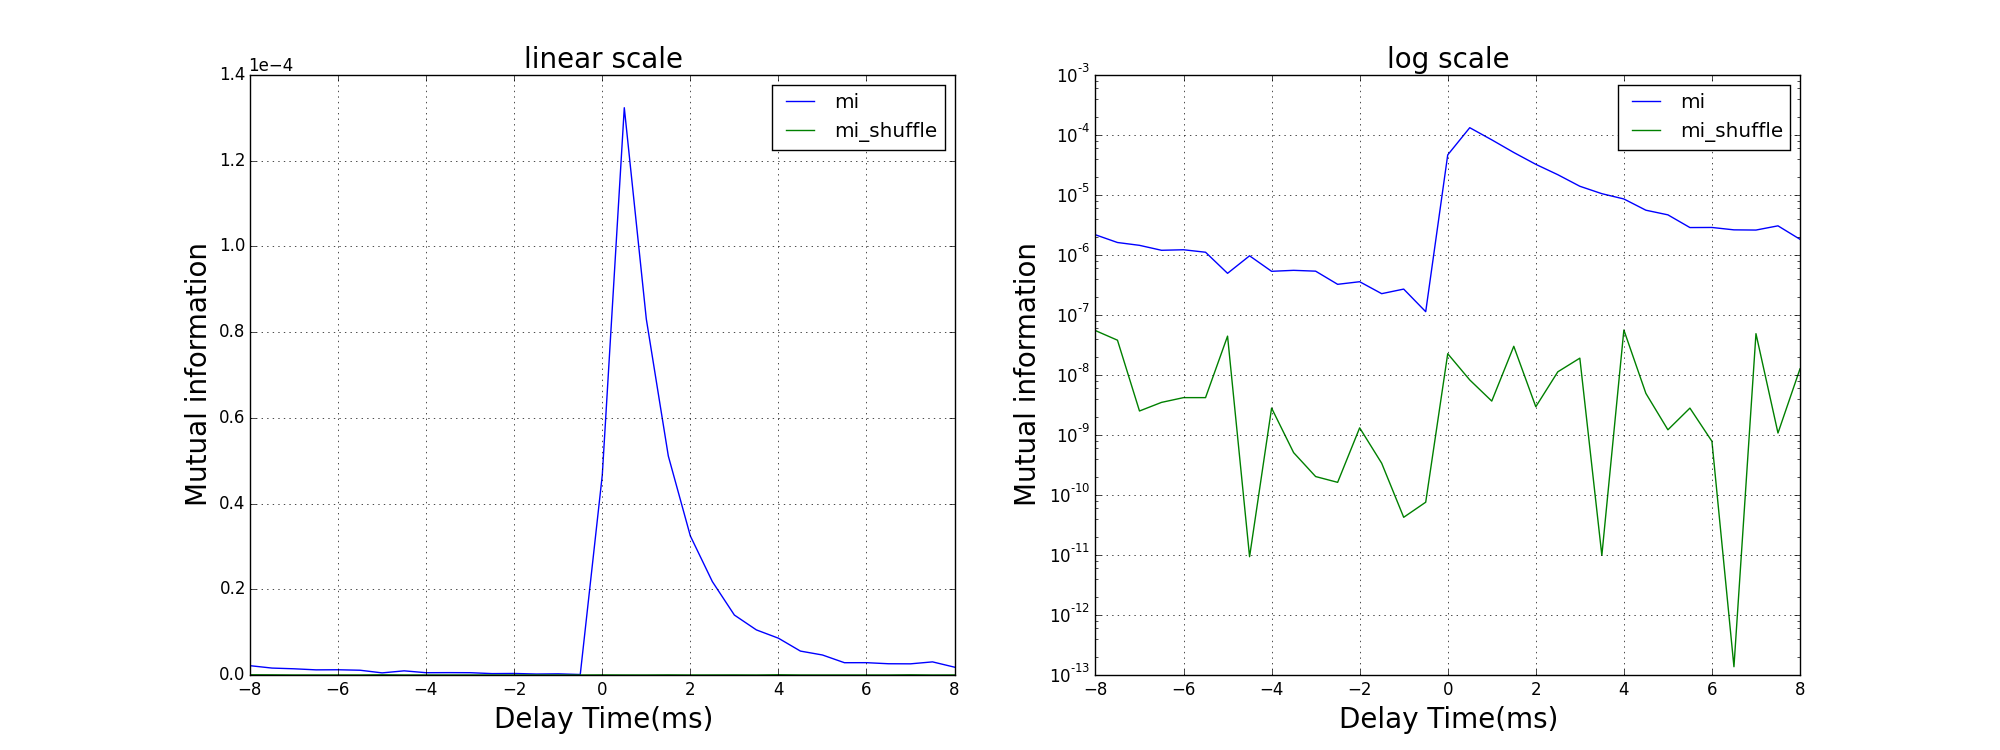 linear scale
1e−4
1.4
1.2
1.0
0.8
0.6
0.4
0.2
0.0
Mutual information
mi
mi_shuffle
−8 −6 −4 −2 0 2 4 6 8
Delay Time(ms)
log scale
10^-3
10^-4
10^-5
10^-6
10^-7
10^-8
10^-9
10^-10
10^-11
10^-12
10^-13
Mutual information
mi
mi_shuffle
−8 −6 −4 −2 0 2 4 6 8
Delay Time(ms)